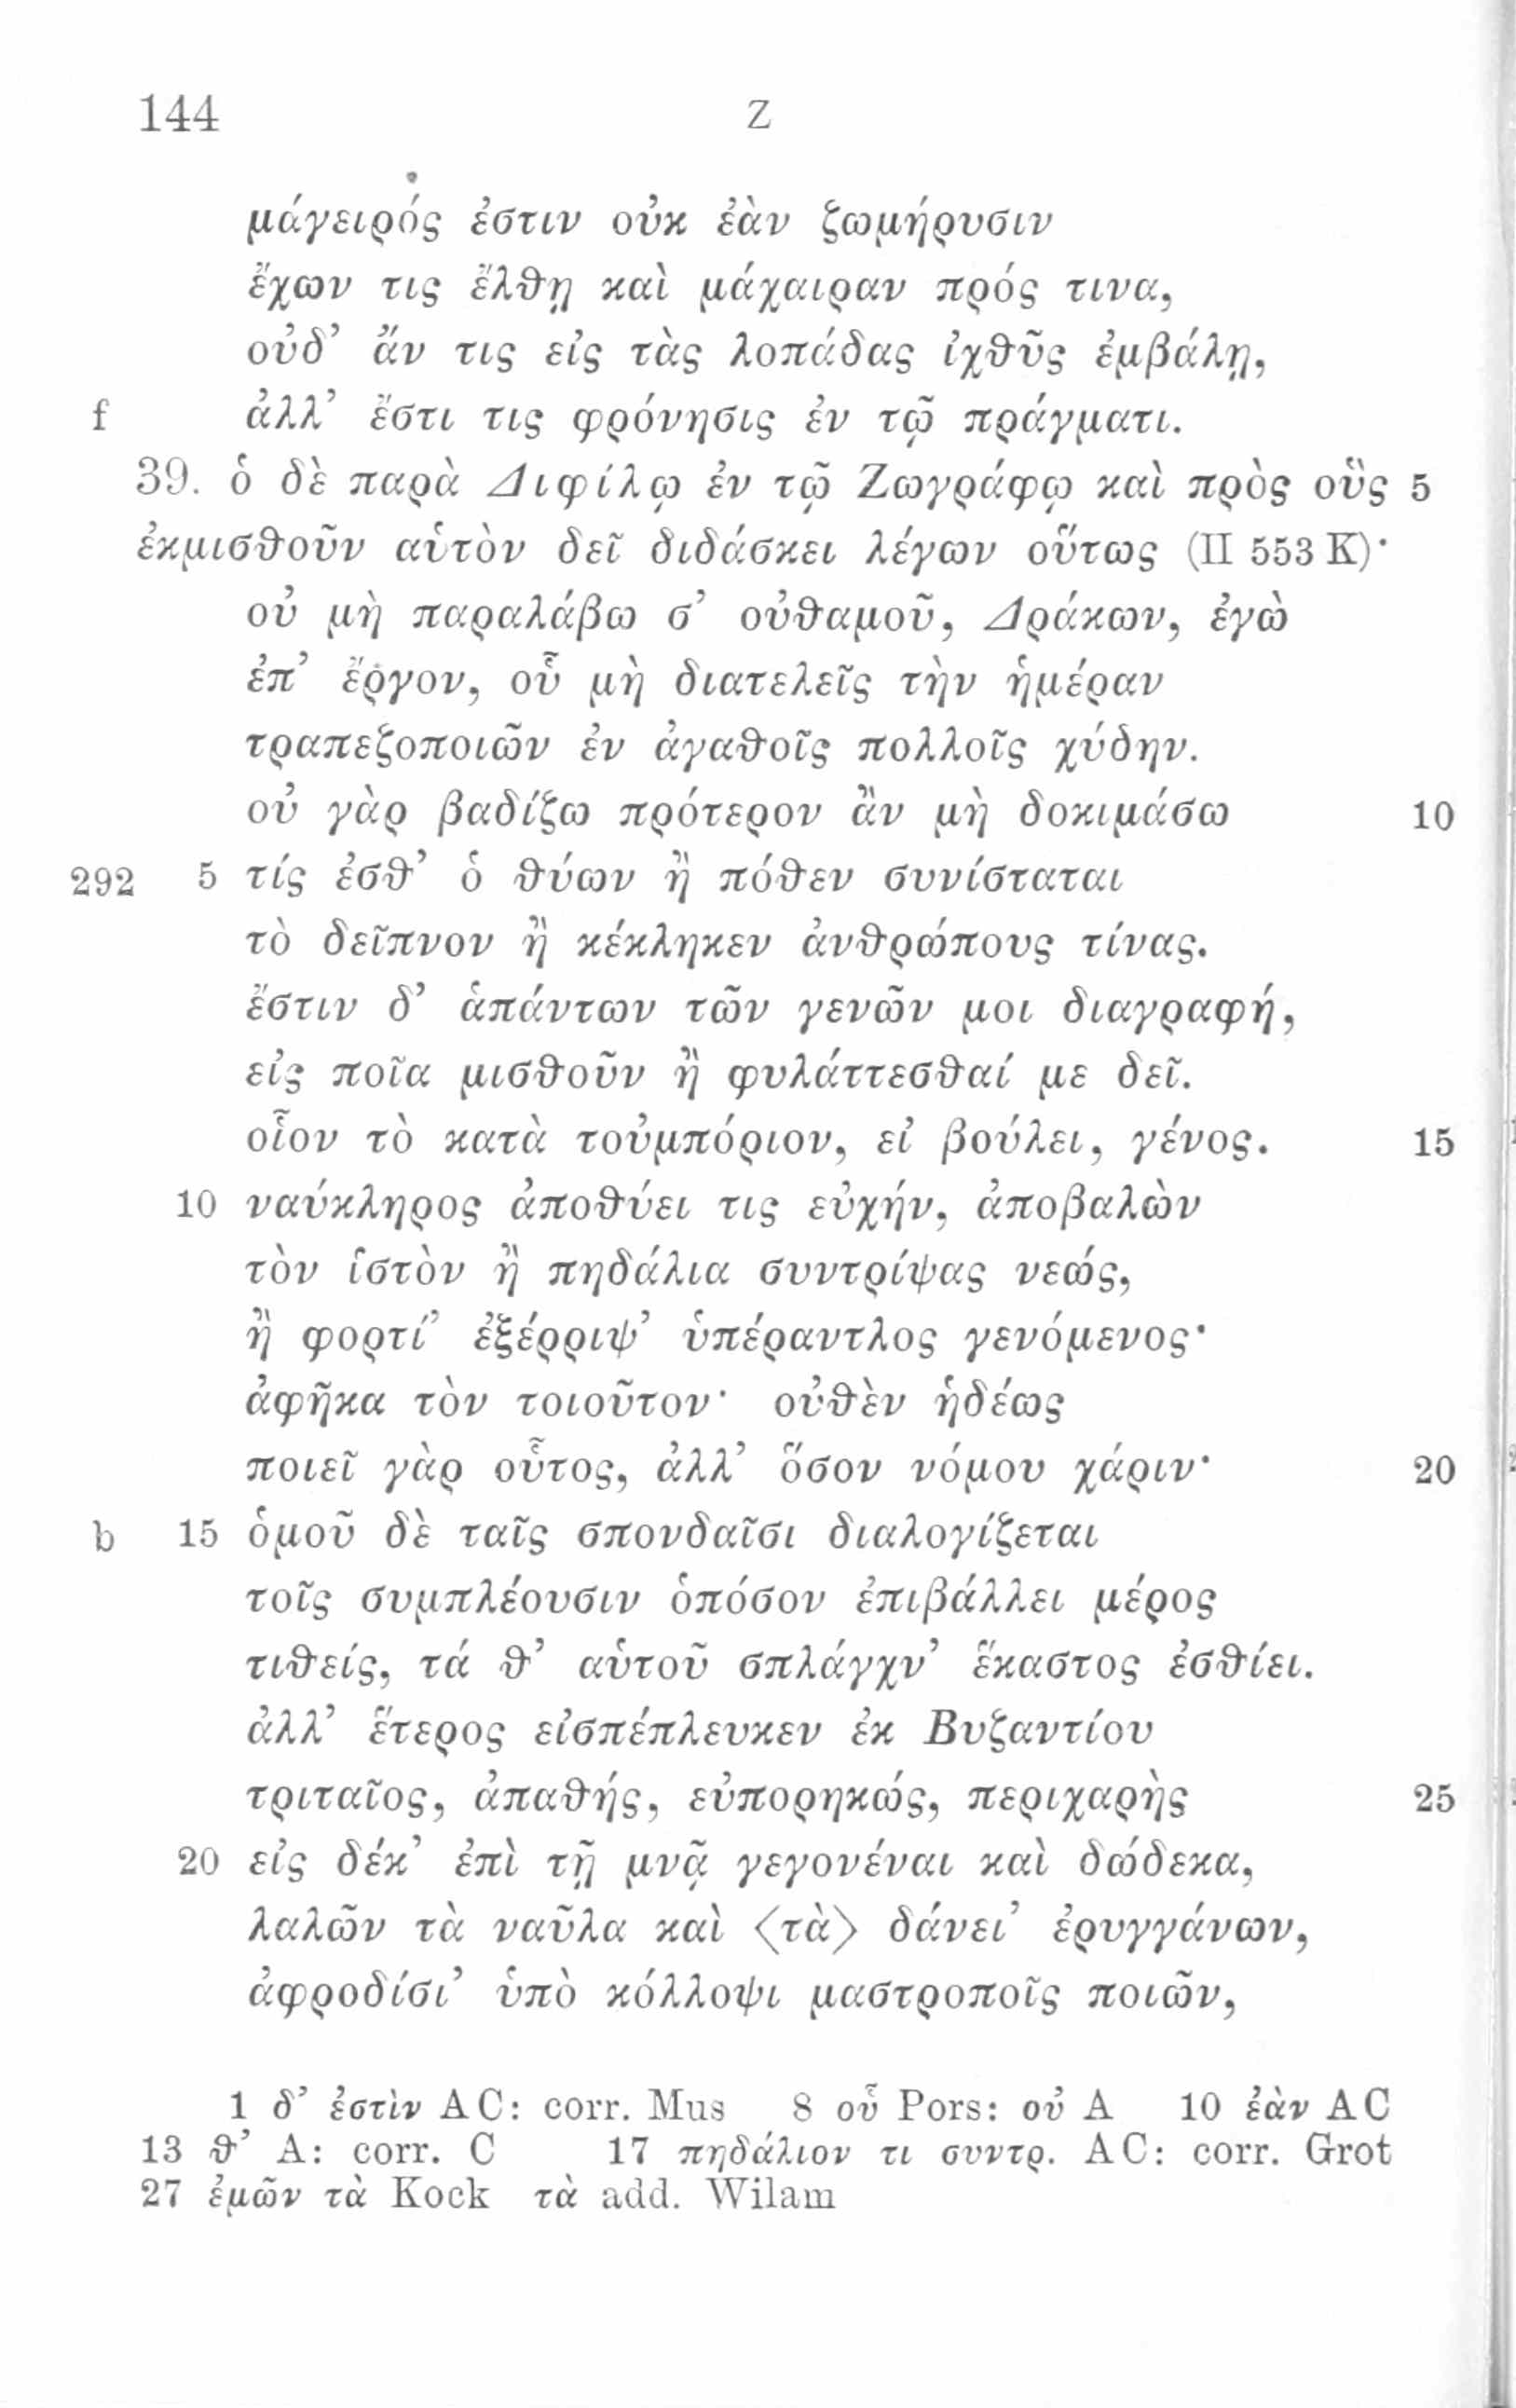 144 Z
μάγειρός ἐστιν οὐκ ἐὰν ζωμήρυσιν
ἔχων τις ἔλθῃ καὶ μάχαιραν πρός τινα,
οὐδ’ ἄν τις εἰς τὰς λοπάδας ἰχθῦς ἐμβάλῃ,
f ἀλλ’ ἔστι τις φρόνησις ἐν τῷ πράγματι.
39. ὁ δὲ παρὰ Διφίλῳ ἐν τῷ Ζωγράφῳ καὶ πρὸς οὓς 5
ἐκμισθοῦν αὑτὸν δεῖ διδάσκει λέγων οὕτως (II 553 K)·
οὐ μὴ παραλάβω σ’ οὐθαμοῦ, Δράκων, ἐγὼ
ἐπ’ ἔργον, οὗ μὴ διατελεῖς τὴν ἡμέραν
τραπεζοποιῶν ἐν ἀγαθοῖς πολλοῖς χύδην.
οὐ γὰρ βαδίζω πρότερον ἂν μὴ δοκιμάσω 10
292 5 τίς ἐσθ’ ὁ θύων ἢ πόθεν συνίσταται
τὸ δεῖπνον ἢ κέκληκεν ἀνθρώπους τίνας.
ἔστιν δ’ ἁπάντων τῶν γενῶν μοι διαγραφή,
εἰς ποῖα μισθοῦν ἢ φυλάττεσθαί με δεῖ.
οἷον τὸ κατὰ τοὐμπόριον, εἰ βούλει, γένος. 15
10 ναύκληρος ἀποθύει τις εὐχήν, ἀποβαλὼν
τὸν ἱστὸν ἢ πηδάλια συντρίψας νεώς,
ἢ φορτί’ ἐξέρριψ’ ὑπέραντλος γενόμενος·
ἀφῆκα τὸν τοιοῦτον· οὐθὲν ἡδέως
ποιεῖ γὰρ οὗτος, ἀλλ’ ὅσον νόμου χάριν· 20
b 15 ὁμοῦ δὲ ταῖς σπονδαῖσι διαλογίζεται
τοῖς συμπλέουσιν ὁπόσον ἐπιβάλλει μέρος
τιθείς, τά θ’ αὑτοῦ σπλάγχν’ ἕκαστος ἐσθίει.
ἀλλ’ ἕτερος εἰσπέπλευκεν ἐκ Βυζαντίου
τριταῖος, ἀπαθής, εὐπορηκώς, περιχαρὴς 25
20 εἰς δέκ’ ἐπὶ τῇ μνᾷ γεγονέναι καὶ δώδεκα,
λαλῶν τὰ ναῦλα καὶ ⟨τὰ⟩ δάνει’ ἐρυγγάνων,
ἀφροδίσι’ ὑπὸ κόλλοψι μαστροποῖς ποιῶν,
1 δ’ ἐστὶν AC: corr. Mus 8 οὗ Pors: οὐ A 10 ἐὰν AC
13 θ’ A: corr. C 17 πηδάλιον τι συντρ. AC: corr. Grot
27 ἐμῶν τὰ Kock τὰ add. Wilam